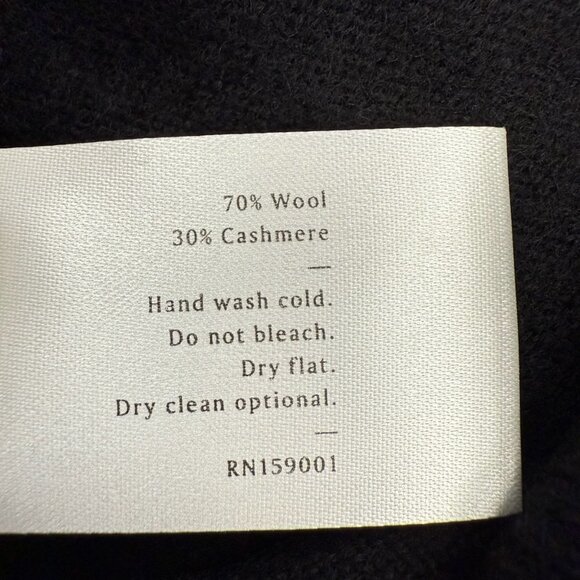 70% Wool
30% Cashmere
—
Hand wash cold.
Do not bleach.
Dry flat.
Dry clean optional.
—
RN159001